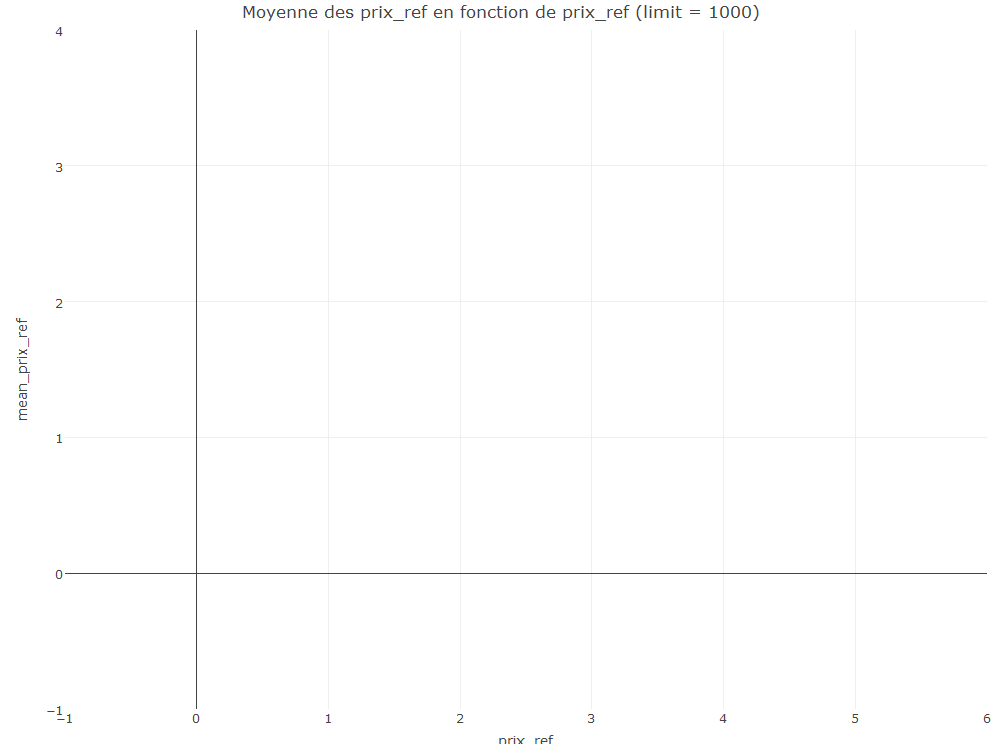 Moyenne des prix_ref en fonction de prix_ref (limit = 1000)
4
3
2
1
0
−1
mean_prix_ref
−1 0 1 2 3 4 5 6
prix_ref